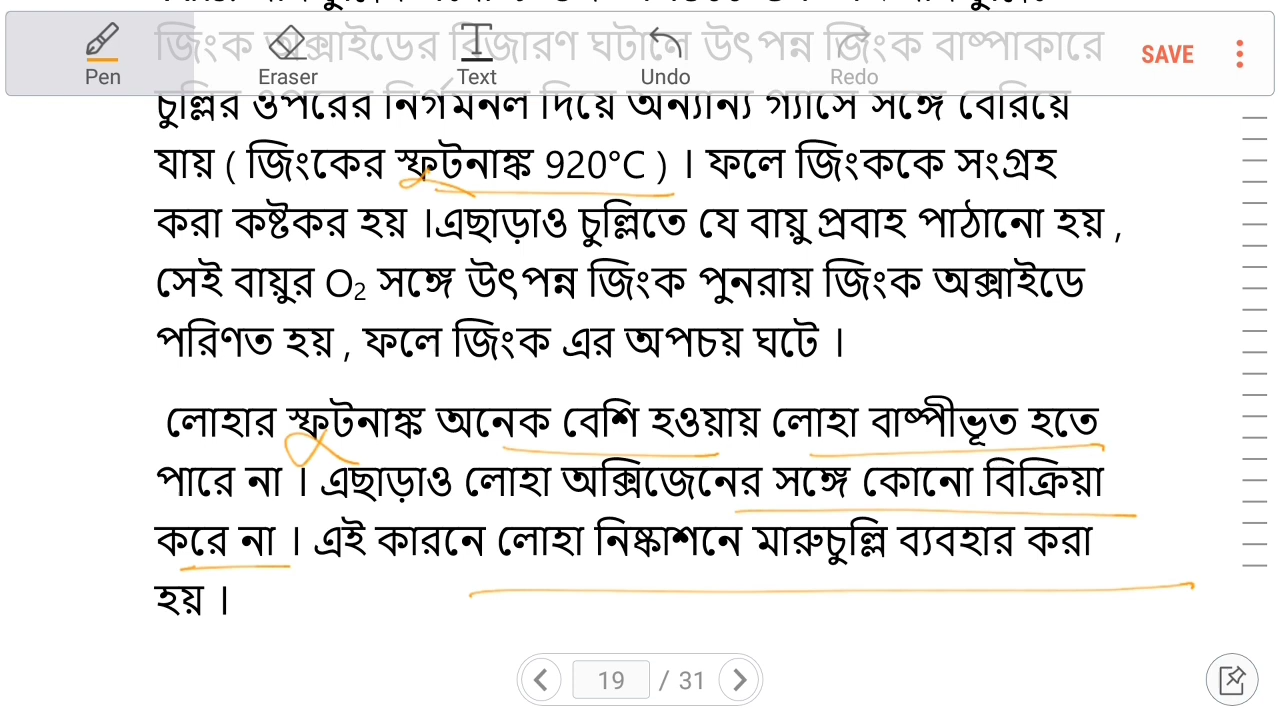 জিংক অক্সাইডের বিজারণ ঘটালে উৎপন্ন জিংক বাষ্পাকারে
Pen
Eraser
Text
Undo
Redo
SAVE
চুল্লির ওপরের নির্গমনল দিয়ে অন্যান্য গ্যাসে সঙ্গে বেরিয়ে
যায় ( জিংকের স্ফটনাঙ্ক 920°C ) । ফলে জিংককে সংগ্রহ
করা কষ্টকর হয় ।এছাড়াও চুল্লিতে যে বায়ু প্রবাহ পাঠানো হয় ,
সেই বায়ুর O₂ সঙ্গে উৎপন্ন জিংক পুনরায় জিংক অক্সাইডে
পরিণত হয় , ফলে জিংক এর অপচয় ঘটে ।
লোহার স্ফটনাঙ্ক অনেক বেশি হওয়ায় লোহা বাষ্পীভূত হতে
পারে না । এছাড়াও লোহা অক্সিজেনের সঙ্গে কোনো বিক্রিয়া
করে না । এই কারনে লোহা নিষ্কাশনে মারুচুল্লি ব্যবহার করা
হয় ।
19 / 31